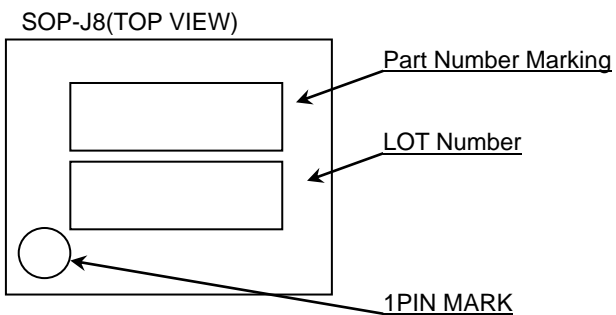 SOP-J8(TOP VIEW)
Part Number Marking
LOT Number
1PIN MARK